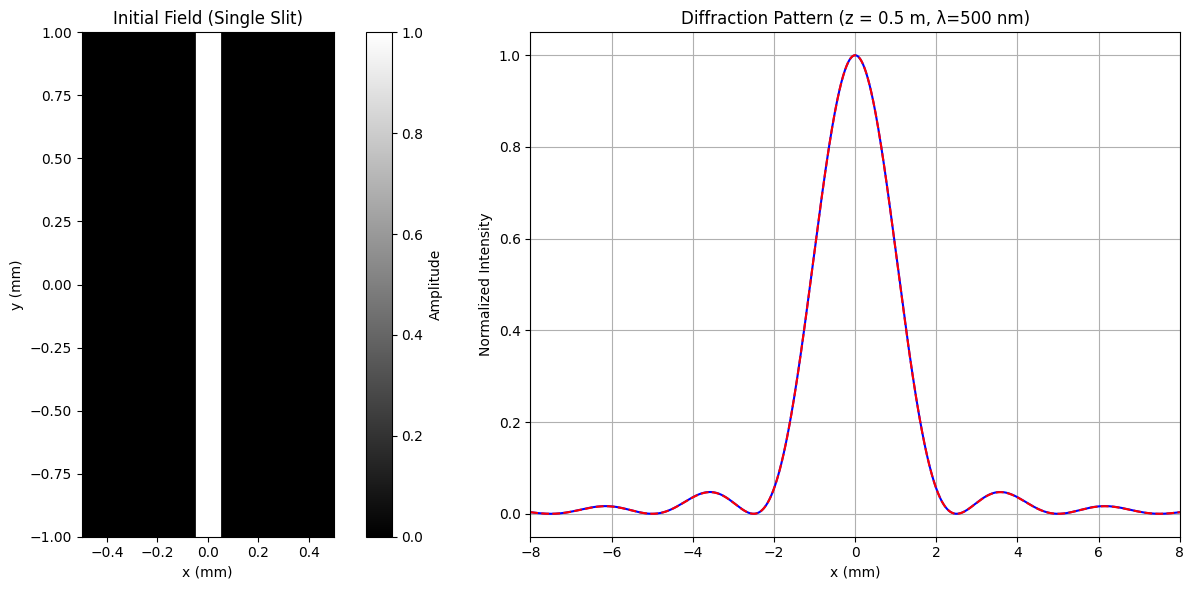 Initial Field (Single Slit)
1.00
0.75
0.50
0.25
0.00
−0.25
−0.50
−0.75
−1.00
y (mm)
−0.4 −0.2 0.0 0.2 0.4
x (mm)
1.0
0.8
0.6
0.4
0.2
0.0
Amplitude
Diffraction Pattern (z = 0.5 m, λ=500 nm)
1.0
0.8
0.6
0.4
0.2
0.0
Normalized Intensity
−8 −6 −4 −2 0 2 4 6 8
x (mm)